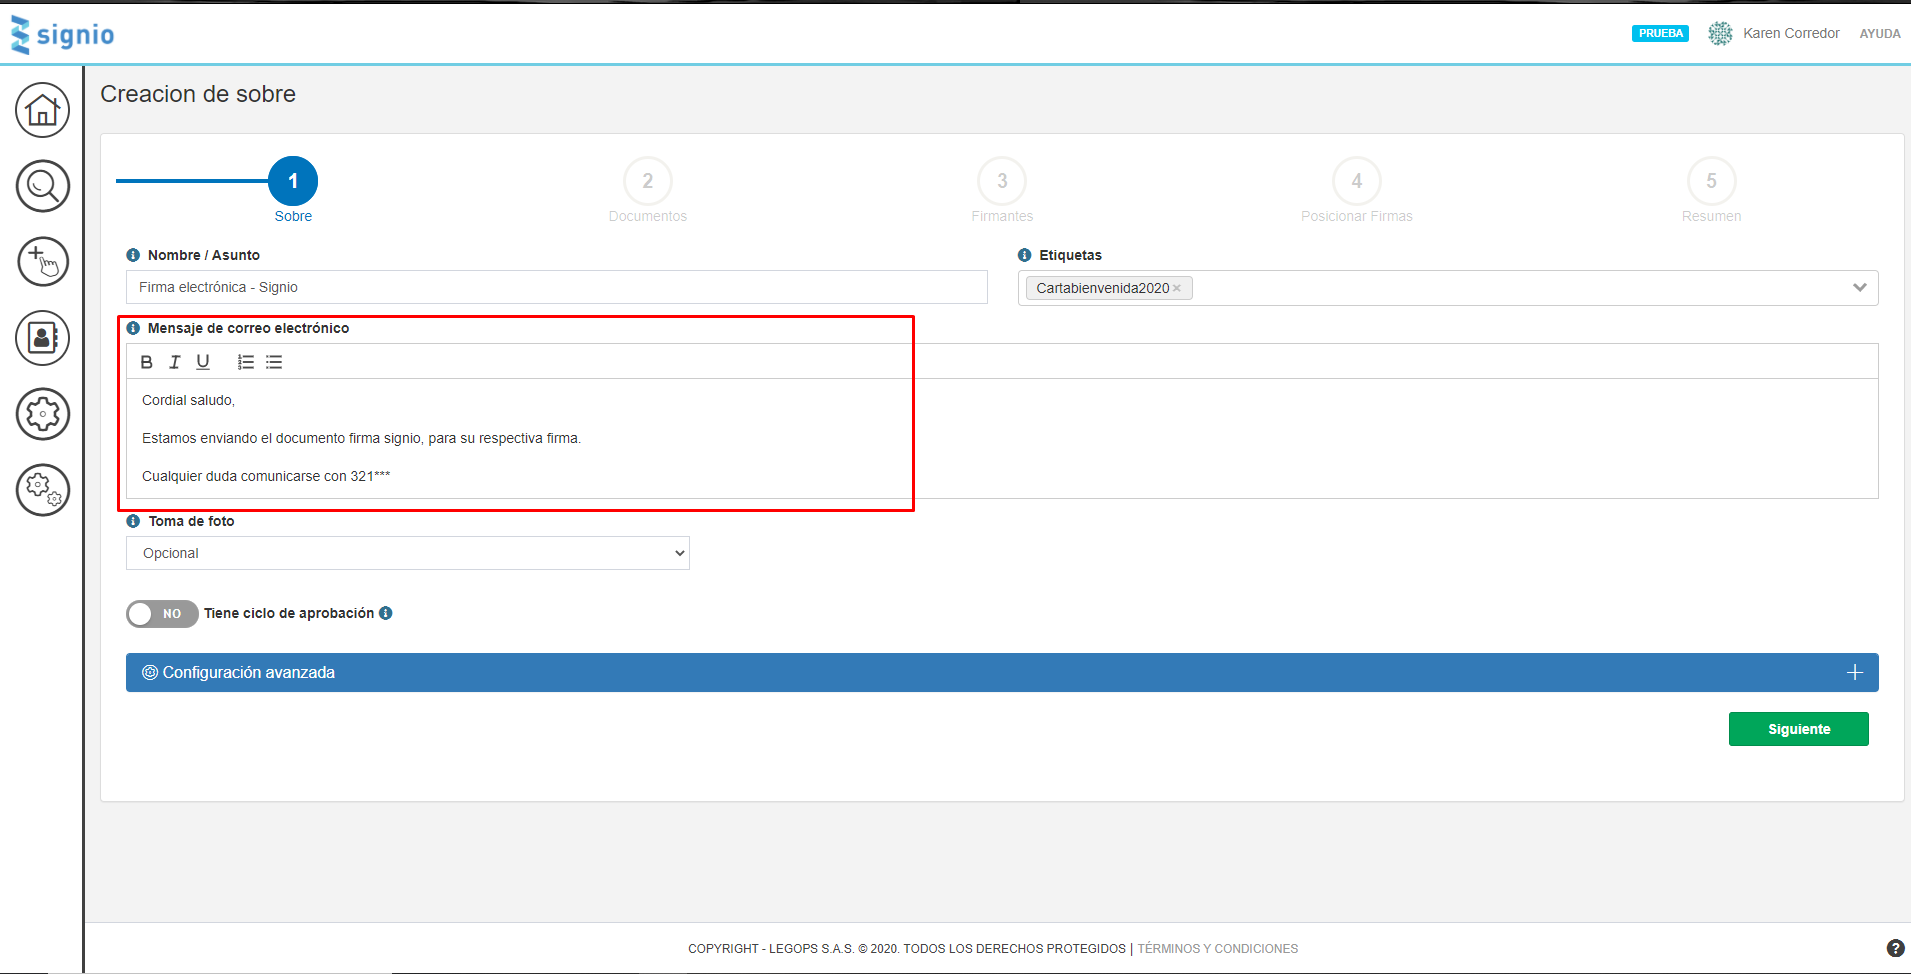 signio
PRUEBA
Karen Corredor
AYUDA
Creacion de sobre
1
Sobre
2
Documentos
3
Firmantes
4
Posicionar Firmas
5
Resumen
Nombre / Asunto
Firma electrónica - Signio
Etiquetas
Cartabienvenida2020 ×
Mensaje de correo electrónico
B I U
Cordial saludo,
Estamos enviando el documento firma signio, para su respectiva firma.
Cualquier duda comunicarse con 321***
Toma de foto
Opcional
NO
Tiene ciclo de aprobación
Configuración avanzada
Siguiente
COPYRIGHT - LEGOPS S.A.S. © 2020. TODOS LOS DERECHOS PROTEGIDOS | TÉRMINOS Y CONDICIONES